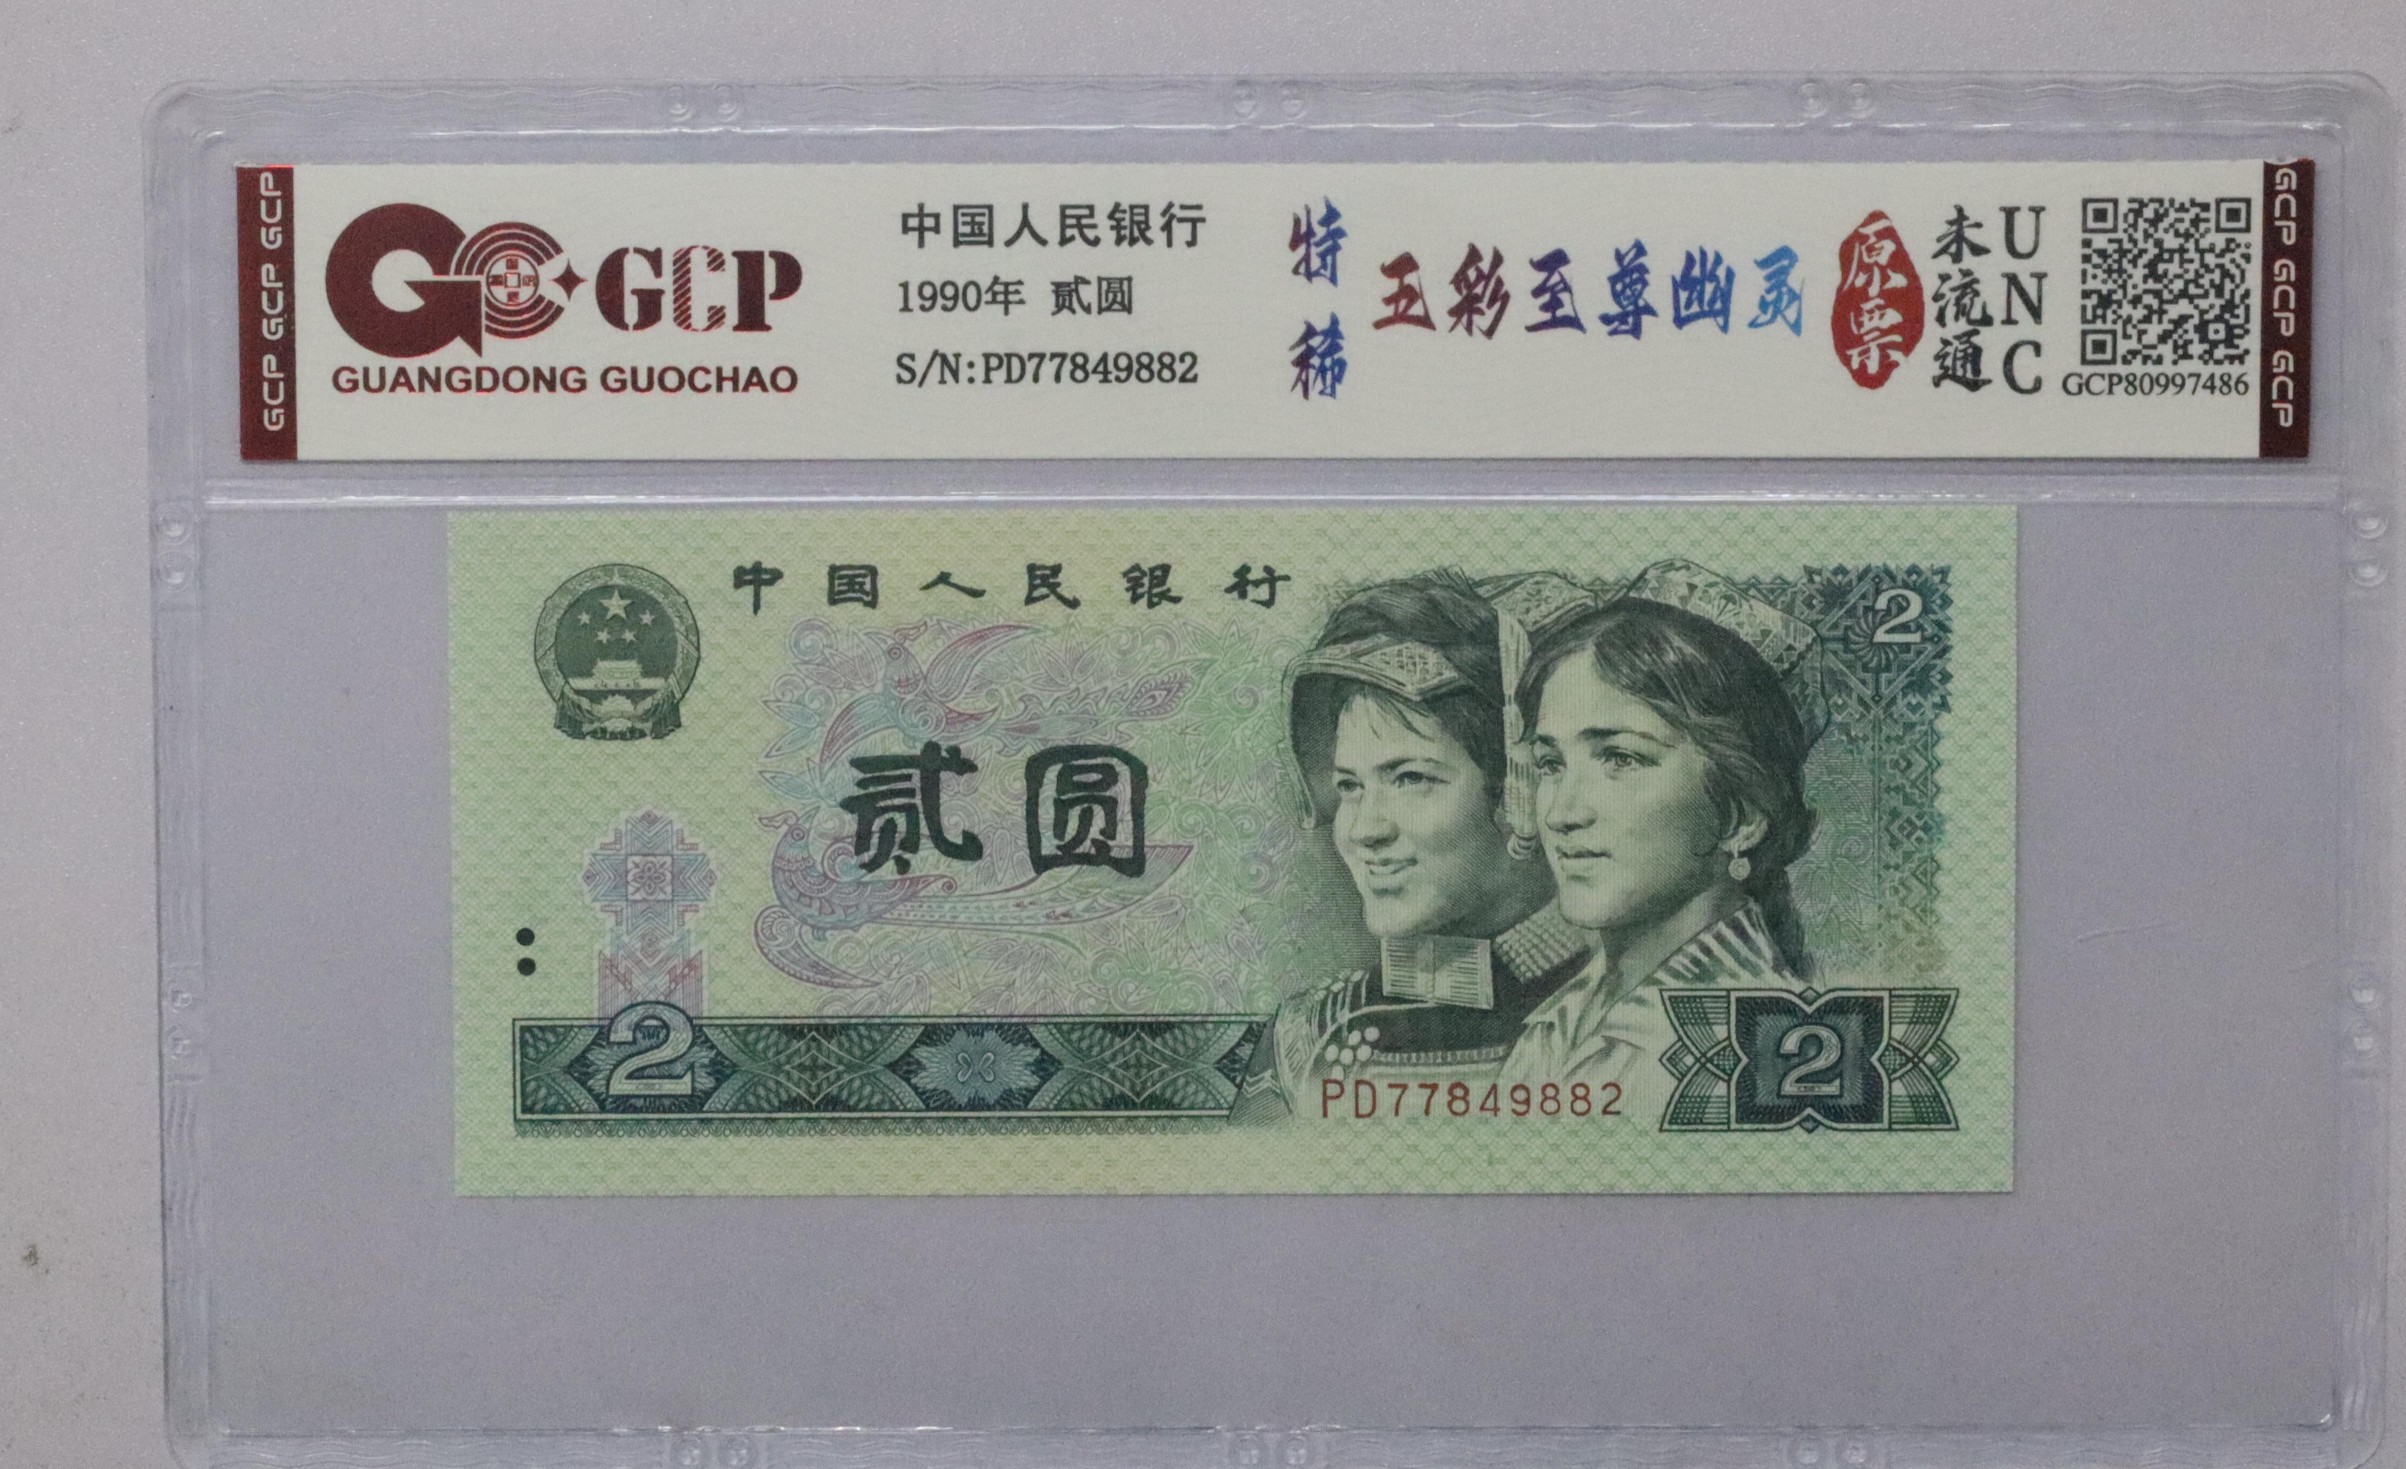 GCP GCP GCP
GCP
GUANGDONG GUOCHAO
中国人民银行
1990年 贰圆
S/N:PD77849882
特稀
五彩至尊幽灵
原票
未流通
UNC
GCP80997486
GCP GCP GCP
中国人民银行
2
贰圆
2
PD77849882
2